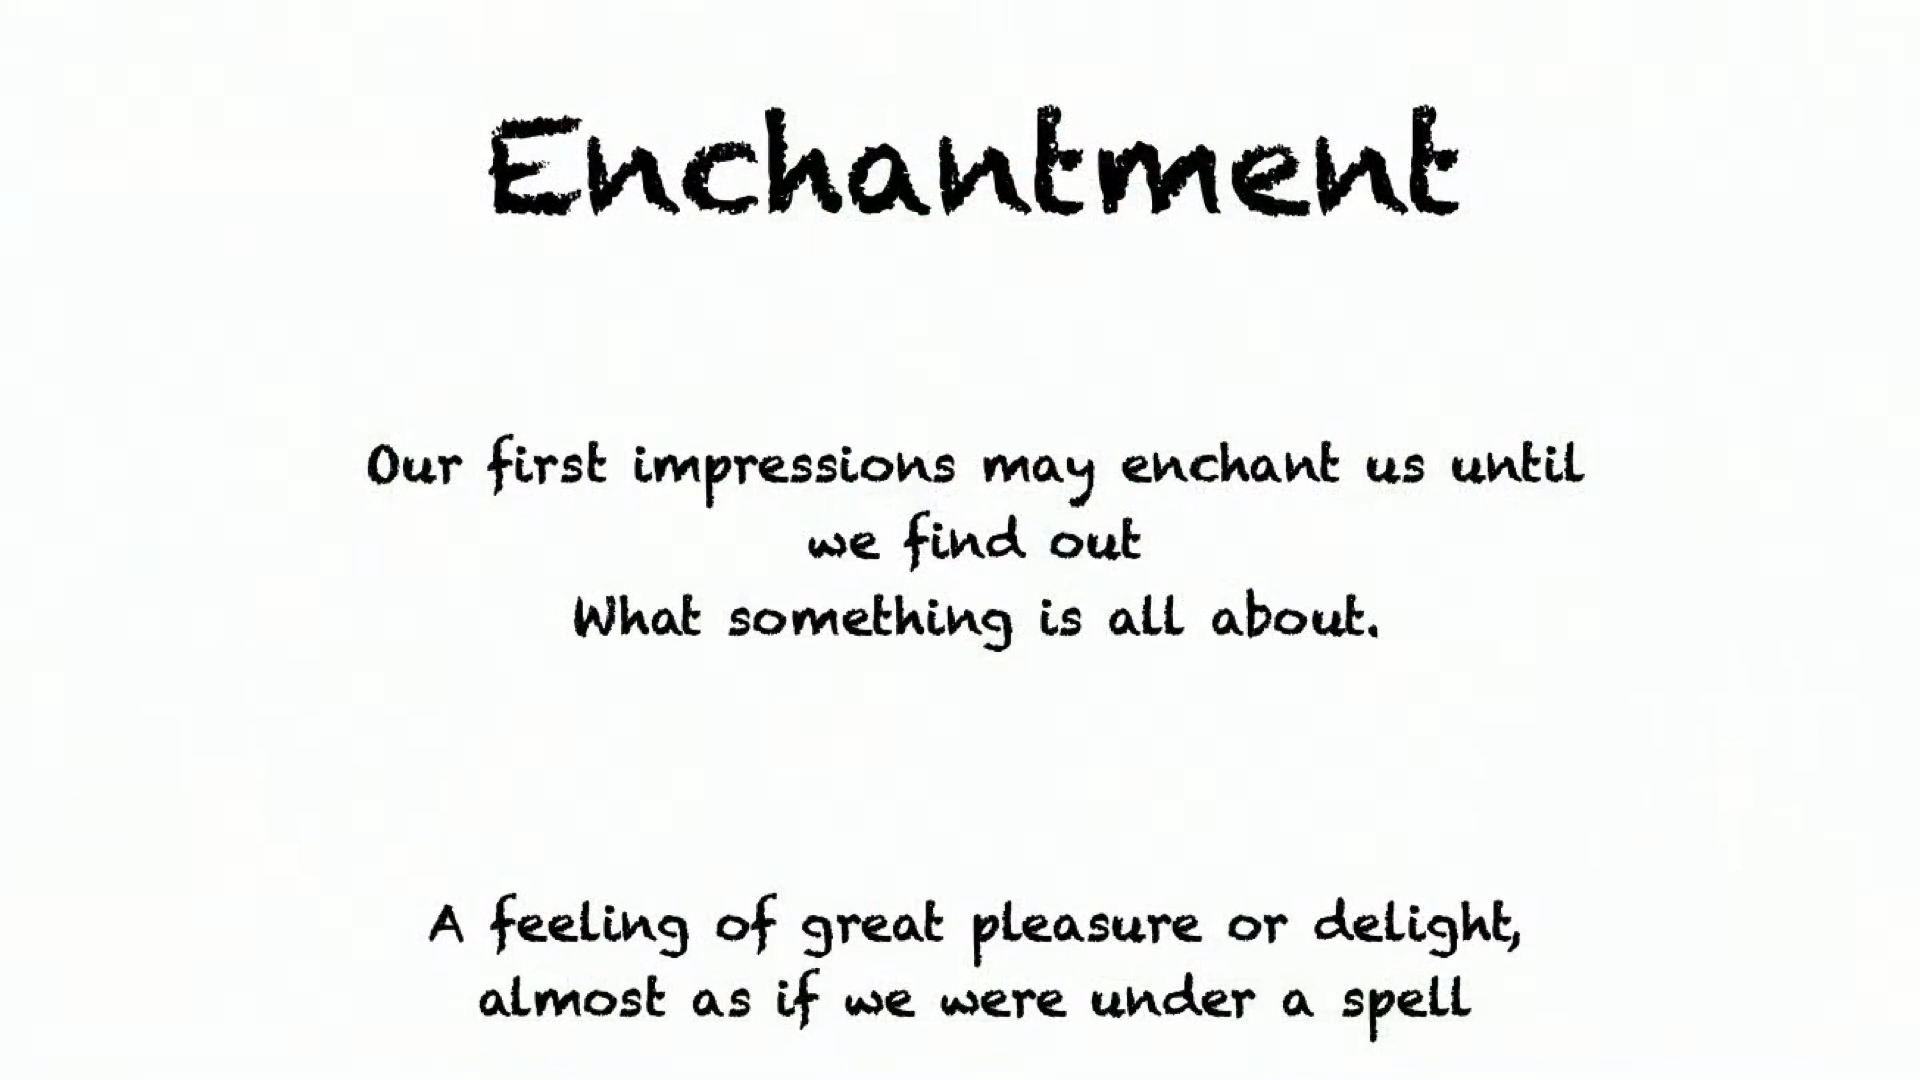 Enchantment
Our first impressions may enchant us until
we find out
What something is all about.
A feeling of great pleasure or delight,
almost as if we were under a spell